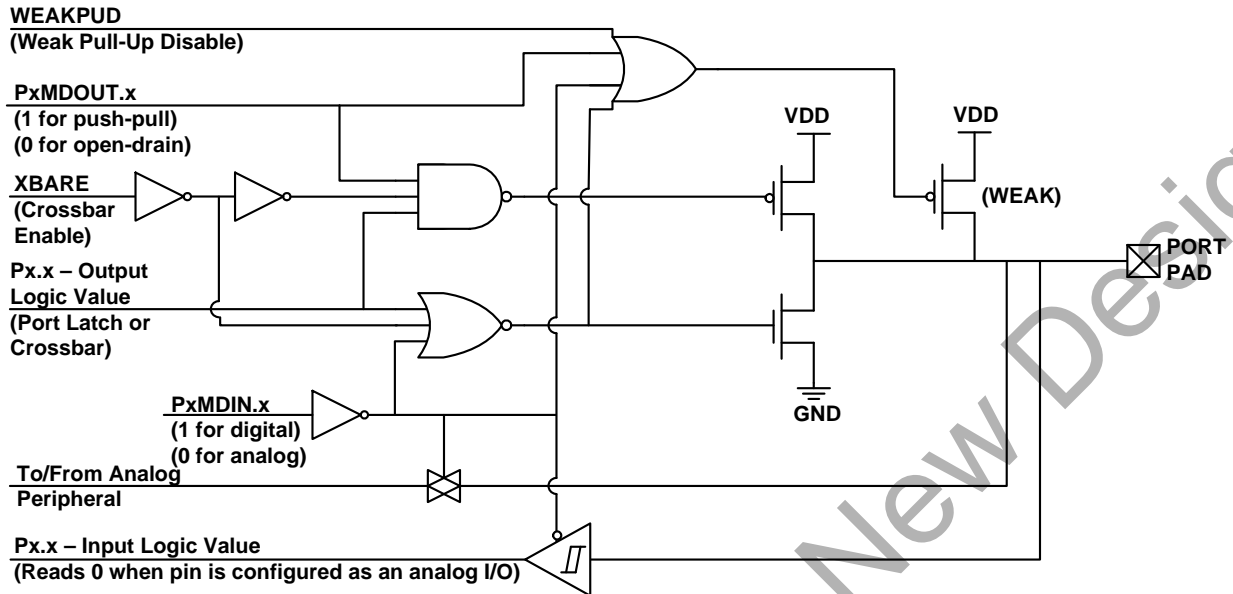 WEAKPUD
(Weak Pull-Up Disable)
PxMDOUT.x
(1 for push-pull)
(0 for open-drain)
XBARE
(Crossbar
Enable)
Px.x – Output
Logic Value
(Port Latch or
Crossbar)
PxMDIN.x
(1 for digital)
(0 for analog)
To/From Analog
Peripheral
Px.x – Input Logic Value
(Reads 0 when pin is configured as an analog I/O)
VDD
VDD
(WEAK)
PORT
PAD
GND
New Desig